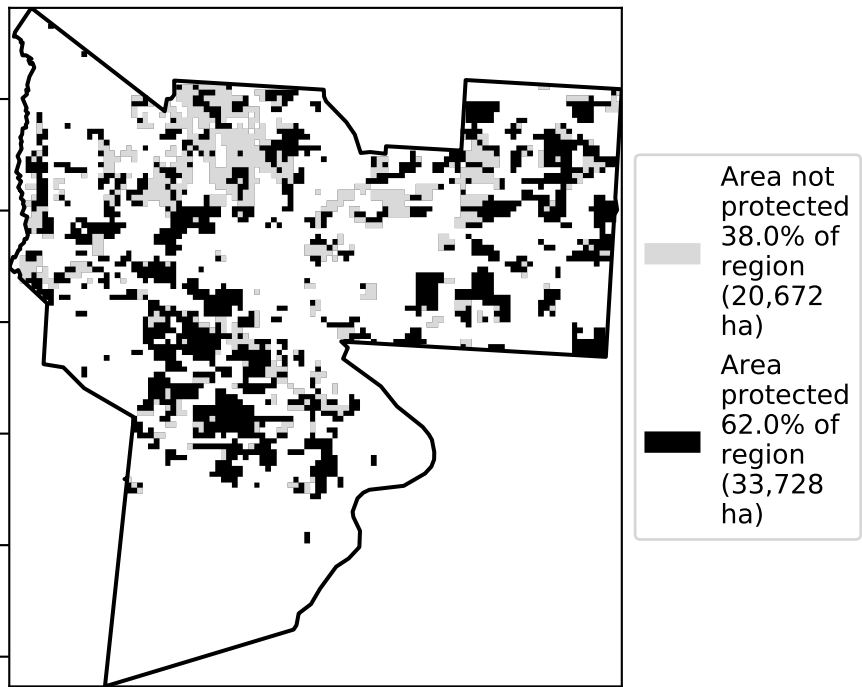 Area not
protected
38.0% of
region
(20,672
ha)
Area
protected
62.0% of
region
(33,728
ha)